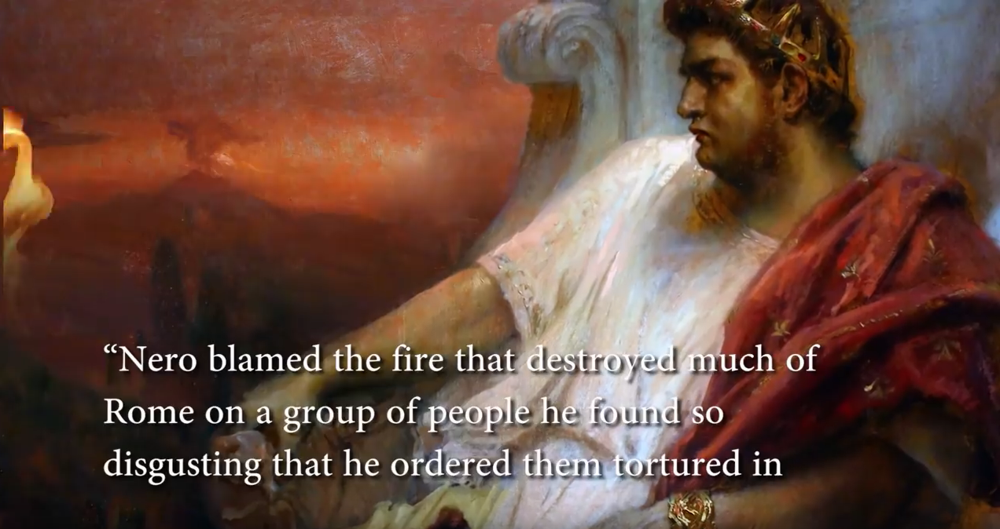 “Nero blamed the fire that destroyed much of
Rome on a group of people he found so
disgusting that he ordered them tortured in